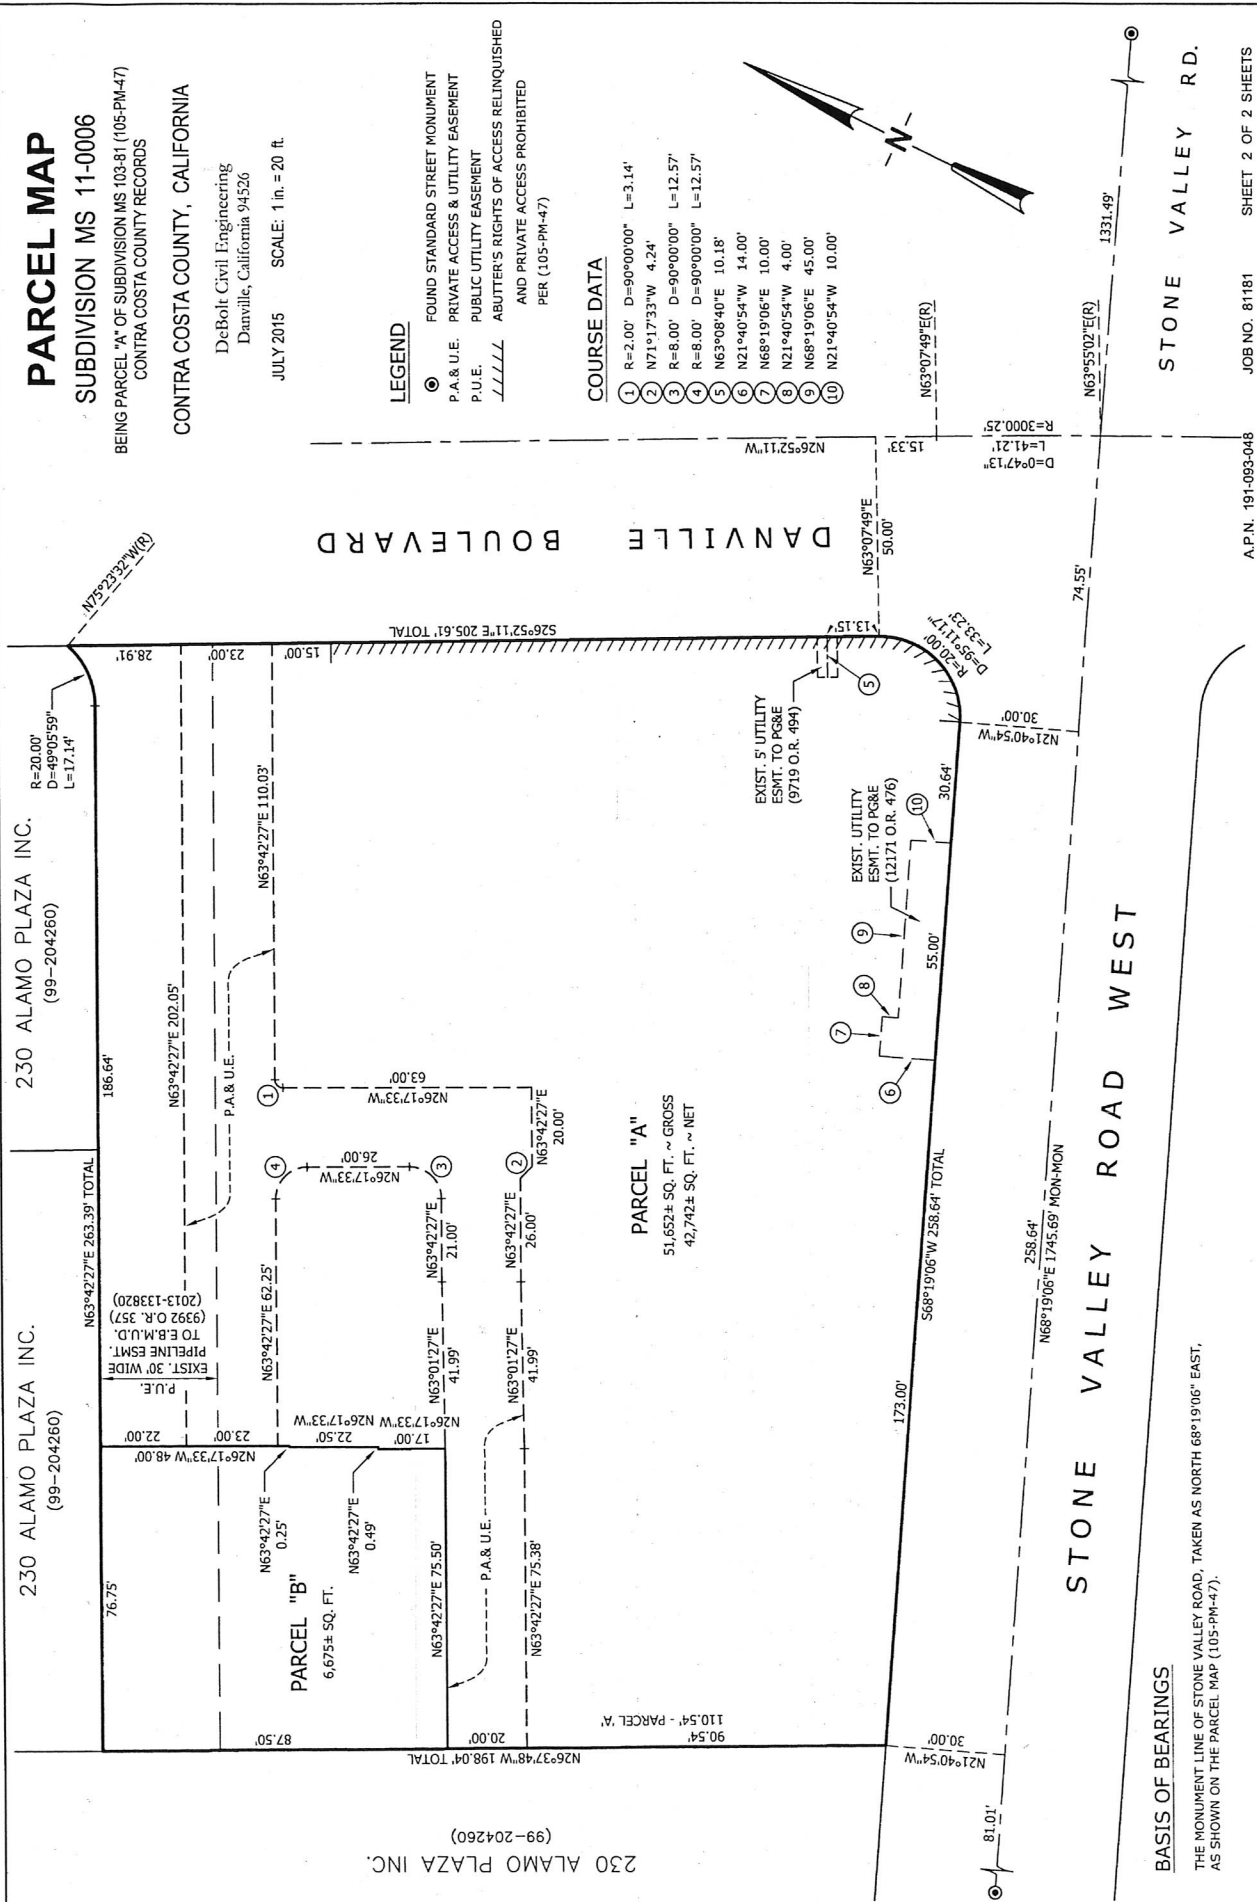 PARCEL MAP
SUBDIVISION MS 11-0006
BEING PARCEL "A" OF SUBDIVISION MS 103-81 (105-PM-47)
CONTRA COSTA COUNTY RECORDS
CONTRA COSTA COUNTY, CALIFORNIA
DeBolt Civil Engineering
Danville, California 94526
JULY 2015 SCALE: 1 in. = 20 ft.
LEGEND
FOUND STANDARD STREET MONUMENT
P.A.& U.E. PRIVATE ACCESS & UTILITY EASEMENT
P.U.E. PUBLIC UTILITY EASEMENT
ABUTTER'S RIGHTS OF ACCESS RELINQUISHED
AND PRIVATE ACCESS PROHIBITED
PER (105-PM-47)
COURSE DATA
1 R=2.00' D=90°00'00" L=3.14'
2 N71°17'33"W 4.24'
3 R=8.00' D=90°00'00" L=12.57'
4 R=8.00' D=90°00'00" L=12.57'
5 N63°08'40"E 10.18'
6 N21°40'54"W 14.00'
7 N68°19'06"E 10.00'
8 N21°40'54"W 4.00'
9 N68°19'06"E 45.00'
10 N21°40'54"W 10.00'
-N-
230 ALAMO PLAZA INC.
(99-204260)
230 ALAMO PLAZA INC.
(99-204260)
R=20.00'
D=49°05'59"
L=17.14'
N75°23'32"W(R)
76.75'
N63°42'27"E 263.39' TOTAL
186.64'
28.91'
23.00'
15.00'
S26°52'11"E 205.61' TOTAL
13.15'
DANVILLE BOULEVARD
N26°52'11"W
15.33'
N63°07'49"E(R)
N63°07'49"E
50.00'
D=0°47'13"
L=41.21'
R=3000.25'
N63°55'02"E(R)
1331.49'
STONE VALLEY RD.
74.55'
P.U.E.
EXIST. 30' WIDE
PIPELINE ESMT.
TO E.B.M.U.D.
(9392 O.R. 357)
(2013-133820)
N63°42'27"E 202.05'
P.A.& U.E.
N63°42'27"E 110.03'
1
63.00'
N26°17'33"W
N63°42'27"E
20.00'
N63°42'27"E 62.25'
4
26.00'
N26°17'33"W
3
N63°42'27"E
21.00'
2
N63°42'27"E
26.00'
N63°01'27"E
41.99'
N63°01'27"E
41.99'
22.00'
23.00'
N26°17'33"W 48.00'
22.50'
N26°17'33"W
17.00'
N26°17'33"W
N63°42'27"E
0.25'
N63°42'27"E
0.49'
PARCEL "B"
6,675± SQ. FT.
N63°42'27"E 75.50'
P.A.& U.E.
N63°42'27"E 75.38'
87.50'
20.00'
90.54'
110.54' - PARCEL 'A'
N26°37'48"W 198.04' TOTAL
230 ALAMO PLAZA INC.
(99-204260)
PARCEL "A"
51,652± SQ. FT. ~ GROSS
42,742± SQ. FT. ~ NET
EXIST. 5' UTILITY
ESMT. TO PG&E
(9719 O.R. 494)
5
EXIST. UTILITY
ESMT. TO PG&E
(12171 O.R. 476)
6
7
8
9
10
R=20.00'
D=95°11'17"
L=33.23'
30.00'
N21°40'54"W
30.64'
55.00'
173.00'
S68°19'06"W 258.64' TOTAL
258.64'
N68°19'06"E 1745.69' MON-MON
30.00'
N21°40'54"W
81.01'
STONE VALLEY ROAD WEST
BASIS OF BEARINGS
THE MONUMENT LINE OF STONE VALLEY ROAD, TAKEN AS NORTH 68°19'06" EAST,
AS SHOWN ON THE PARCEL MAP (105-PM-47).
A.P.N. 191-093-048 JOB NO. 81181 SHEET 2 OF 2 SHEETS